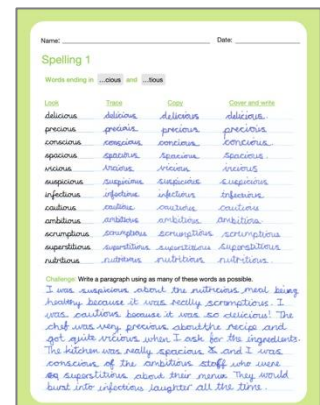 Name: Date:
Spelling 1
Words ending in ...cious and ...tious
Look Trace Copy Cover and write
delicious delicious delicious delicious.
precious precious precious precious
conscious conscious concious concious.
spacious spacious spacious spacious.
vicious vicious vicious vicious
suspicious suspicious suspicious suspicious
infectious infectious infectious infectious.
cautious cautious cautious cautious
ambitious ambitious ambitious ambitious.
scrumptious scrumptious scrumptious scrumptious
superstitious superstitious superstitious superstitious.
nutritious nutritious nutritious nutritious.
Challenge Write a paragraph using as many of these words as possible.
I was suspicious about the nutricious meal being
healthy because it was really scrumptious. I
was cautious because it was so delicious! The
chef was very precious about the recipe and
got quite vicious when I ask for the ingredients.
The kitchen was really spacious and I was
conscious of the ambitious staff who were
superstitious about their menus They would
burst into infectious laughter all the time.